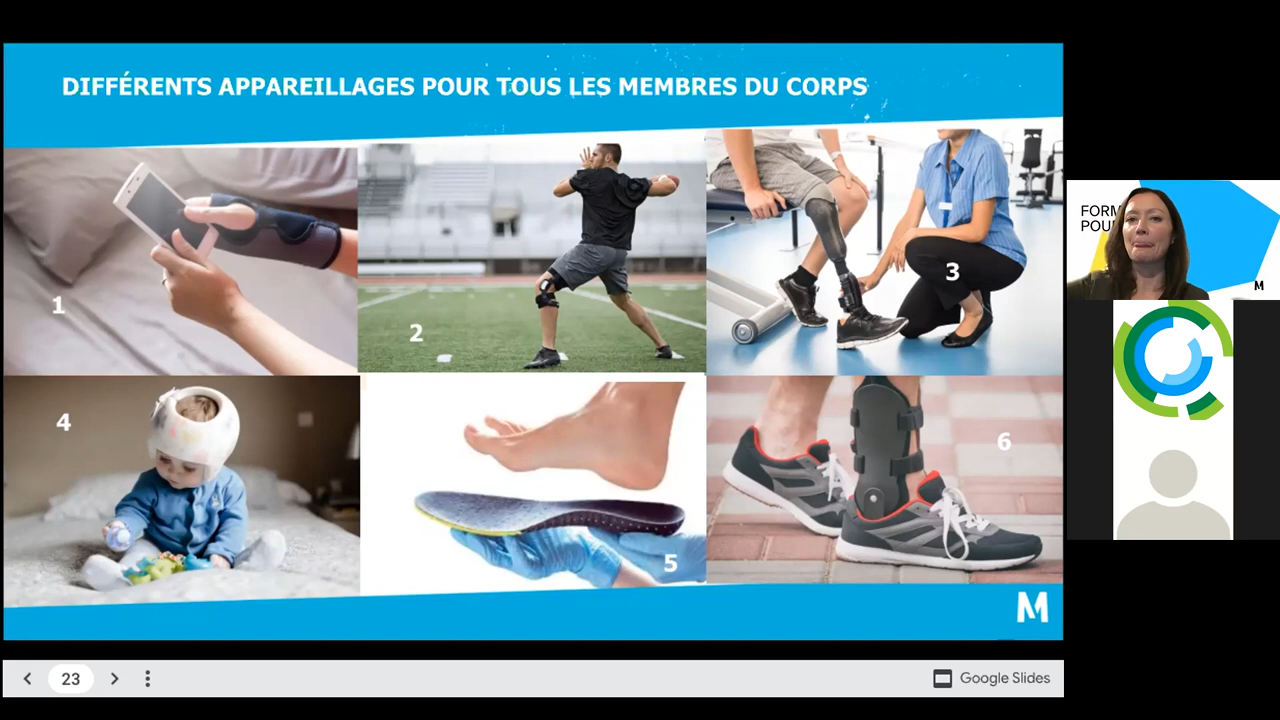 DIFFÉRENTS APPAREILLAGES POUR TOUS LES MEMBRES DU CORPS
1
2
3
4
5
6
M
FORM
POU
M
23
Google Slides